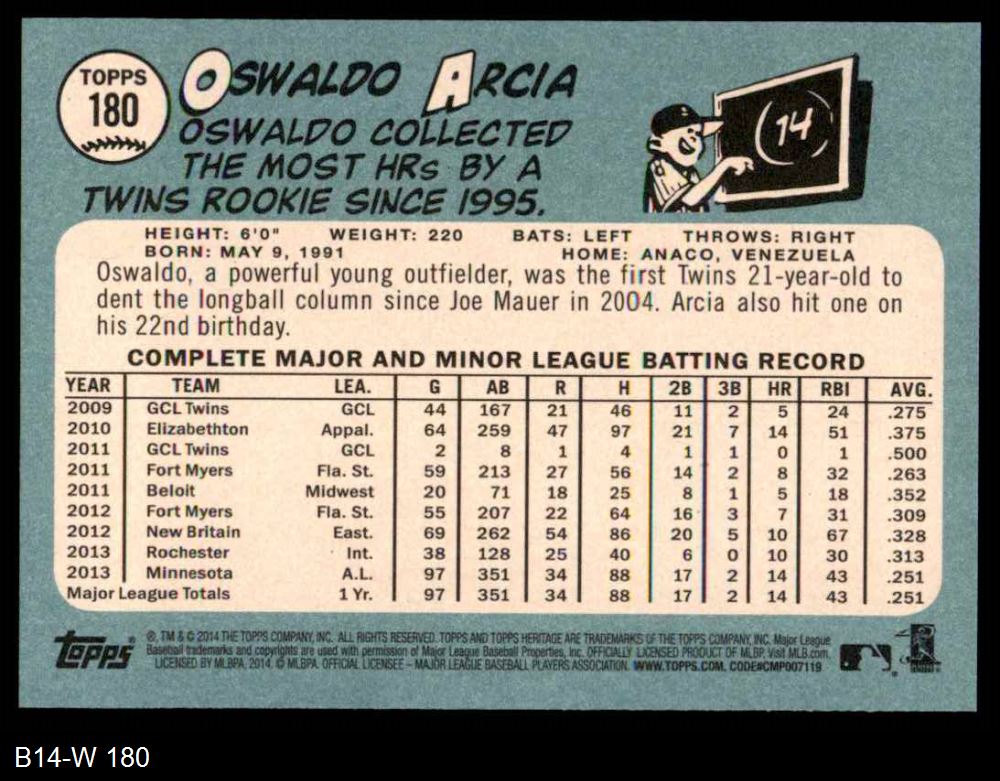 TOPPS
180
OSWALDO ARCIA
OSWALDO COLLECTED
THE MOST HRs BY A
TWINS ROOKIE SINCE 1995.
14
HEIGHT: 6'0" WEIGHT: 220 BATS: LEFT THROWS: RIGHT
BORN: MAY 9, 1991 HOME: ANACO, VENEZUELA
Oswaldo, a powerful young outfielder, was the first Twins 21-year-old to
dent the longball column since Joe Mauer in 2004. Arcia also hit one on
his 22nd birthday.
COMPLETE MAJOR AND MINOR LEAGUE BATTING RECORD
YEAR TEAM LEA. G AB R H 2B 3B HR RBI AVG.
2009 GCL Twins GCL 44 167 21 46 11 2 5 24 .275
2010 Elizabethton Appal. 64 259 47 97 21 7 14 51 .375
2011 GCL Twins GCL 2 8 1 4 1 1 0 1 .500
2011 Fort Myers Fla. St. 59 213 27 56 14 2 8 32 .263
2011 Beloit Midwest 20 71 18 25 8 1 5 18 .352
2012 Fort Myers Fla. St. 55 207 22 64 16 3 7 31 .309
2012 New Britain East. 69 262 54 86 20 5 10 67 .328
2013 Rochester Int. 38 128 25 40 6 0 10 30 .313
2013 Minnesota A.L. 97 351 34 88 17 2 14 43 .251
Major League Totals 1 Yr. 97 351 34 88 17 2 14 43 .251
topps®
®, TM & © 2014 THE TOPPS COMPANY, INC. ALL RIGHTS RESERVED. TOPPS AND TOPPS HERITAGE ARE TRADEMARKS OF THE TOPPS COMPANY, INC. Major League
Baseball trademarks and copyrights are used with permission of Major League Baseball Properties, Inc. OFFICIALLY LICENSED PRODUCT OF MLBP. Visit MLB.com.
LICENSED BY MLBPA, 2014. © MLBPA. OFFICIAL LICENSEE – MAJOR LEAGUE BASEBALL PLAYERS ASSOCIATION. WWW.TOPPS.COM. CODE#CMP007119
B14-W 180